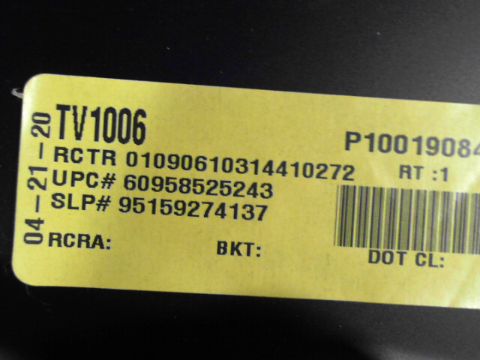 04-21-20
TV1006
P10019084
RCTR 01090610314410272
RT :1
UPC# 60958525243
SLP# 95159274137
RCRA:
BKT:
DOT CL: